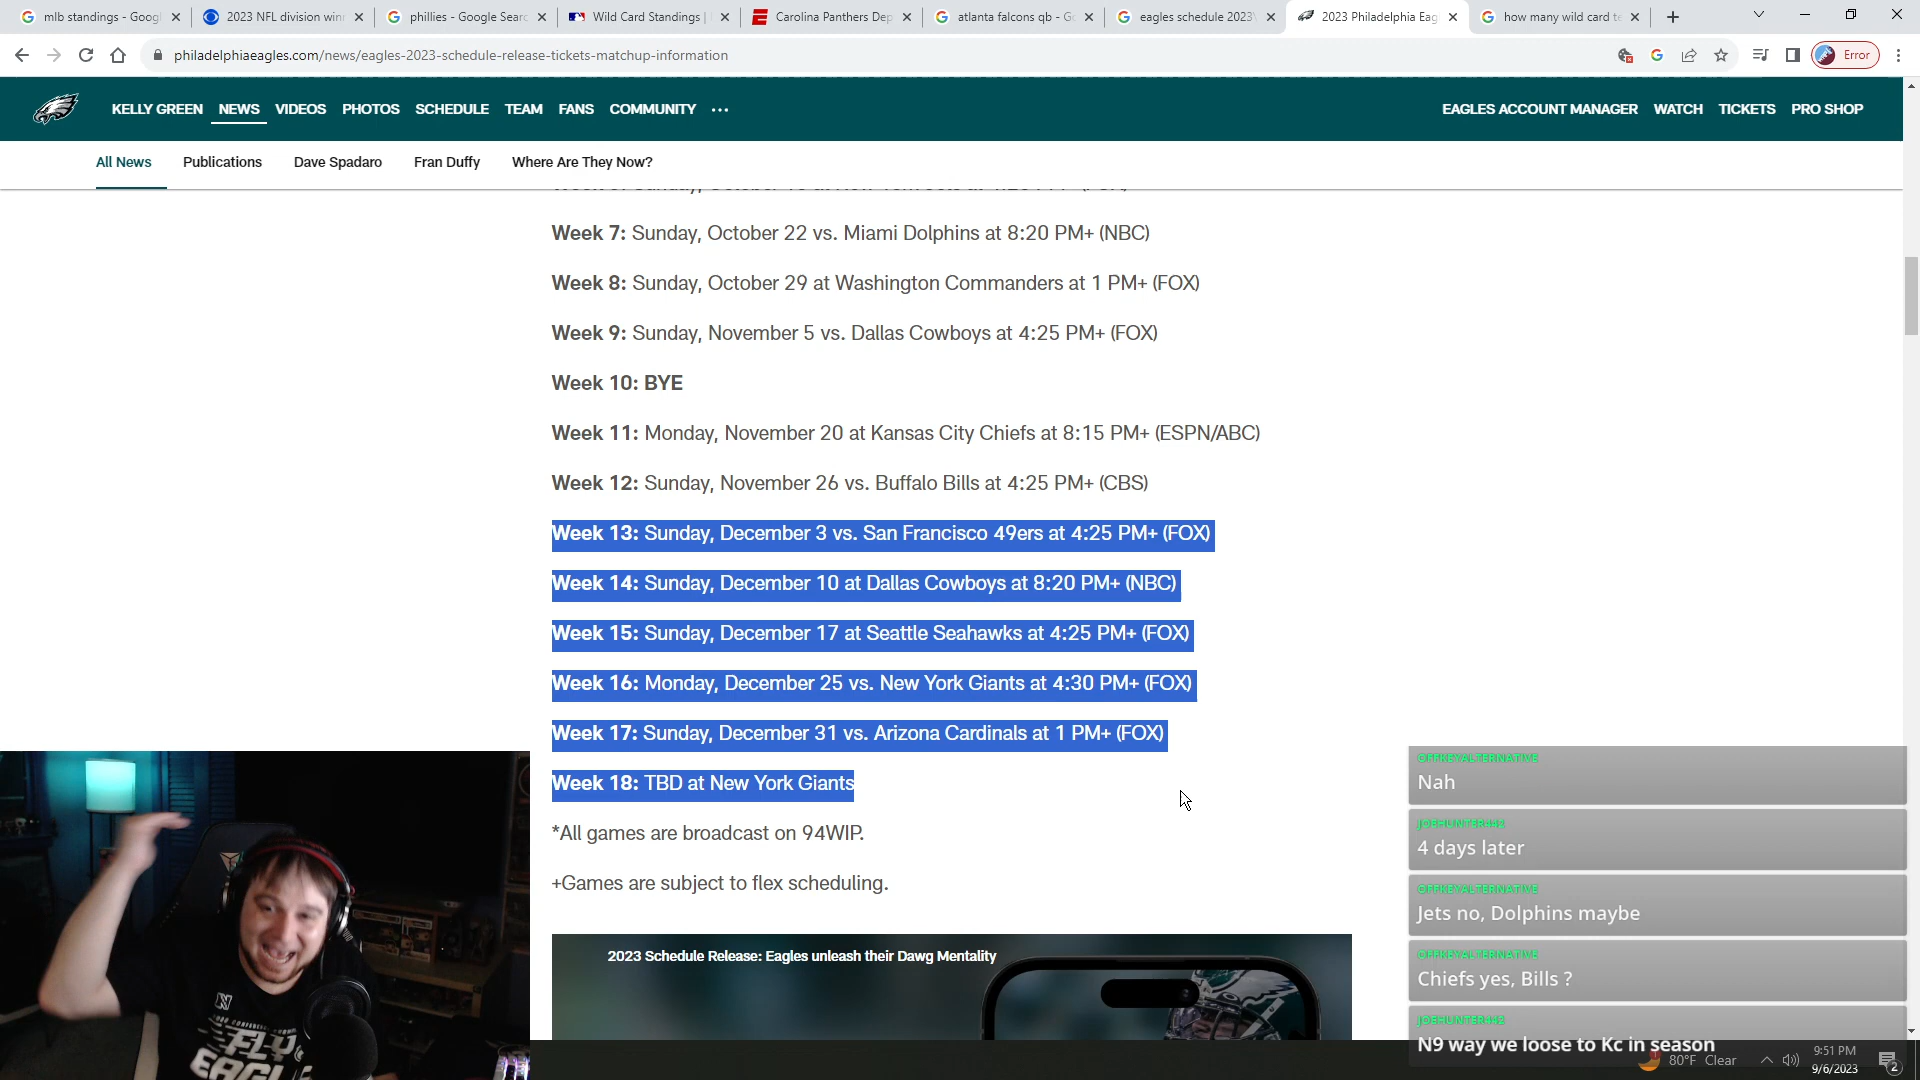 mlb standings - Googl
2023 NFL division winn
phillies - Google Searc
Wild Card Standings |
Carolina Panthers Dep
atlanta falcons qb - Go
eagles schedule 2023
2023 Philadelphia Eag
how many wild card te
philadelphiaeagles.com/news/eagles-2023-schedule-release-tickets-matchup-information
Error
KELLY GREEN NEWS VIDEOS PHOTOS SCHEDULE TEAM FANS COMMUNITY ...
EAGLES ACCOUNT MANAGER WATCH TICKETS PRO SHOP
All News Publications Dave Spadaro Fran Duffy Where Are They Now?
Week 7: Sunday, October 22 vs. Miami Dolphins at 8:20 PM+ (NBC)
Week 8: Sunday, October 29 at Washington Commanders at 1 PM+ (FOX)
Week 9: Sunday, November 5 vs. Dallas Cowboys at 4:25 PM+ (FOX)
Week 10: BYE
Week 11: Monday, November 20 at Kansas City Chiefs at 8:15 PM+ (ESPN/ABC)
Week 12: Sunday, November 26 vs. Buffalo Bills at 4:25 PM+ (CBS)
Week 13: Sunday, December 3 vs. San Francisco 49ers at 4:25 PM+ (FOX)
Week 14: Sunday, December 10 at Dallas Cowboys at 8:20 PM+ (NBC)
Week 15: Sunday, December 17 at Seattle Seahawks at 4:25 PM+ (FOX)
Week 16: Monday, December 25 vs. New York Giants at 4:30 PM+ (FOX)
Week 17: Sunday, December 31 vs. Arizona Cardinals at 1 PM+ (FOX)
Week 18: TBD at New York Giants
*All games are broadcast on 94WIP.
+Games are subject to flex scheduling.
2023 Schedule Release: Eagles unleash their Dawg Mentality
FLY
EAGL
OFFKEYALTERNATIVE
Nah
JOEHUNTER442
4 days later
OFFKEYALTERNATIVE
Jets no, Dolphins maybe
OFFKEYALTERNATIVE
Chiefs yes, Bills ?
JOEHUNTER442
N9 way we loose to Kc in season
80°F Clear
9:51 PM
9/6/2023
2